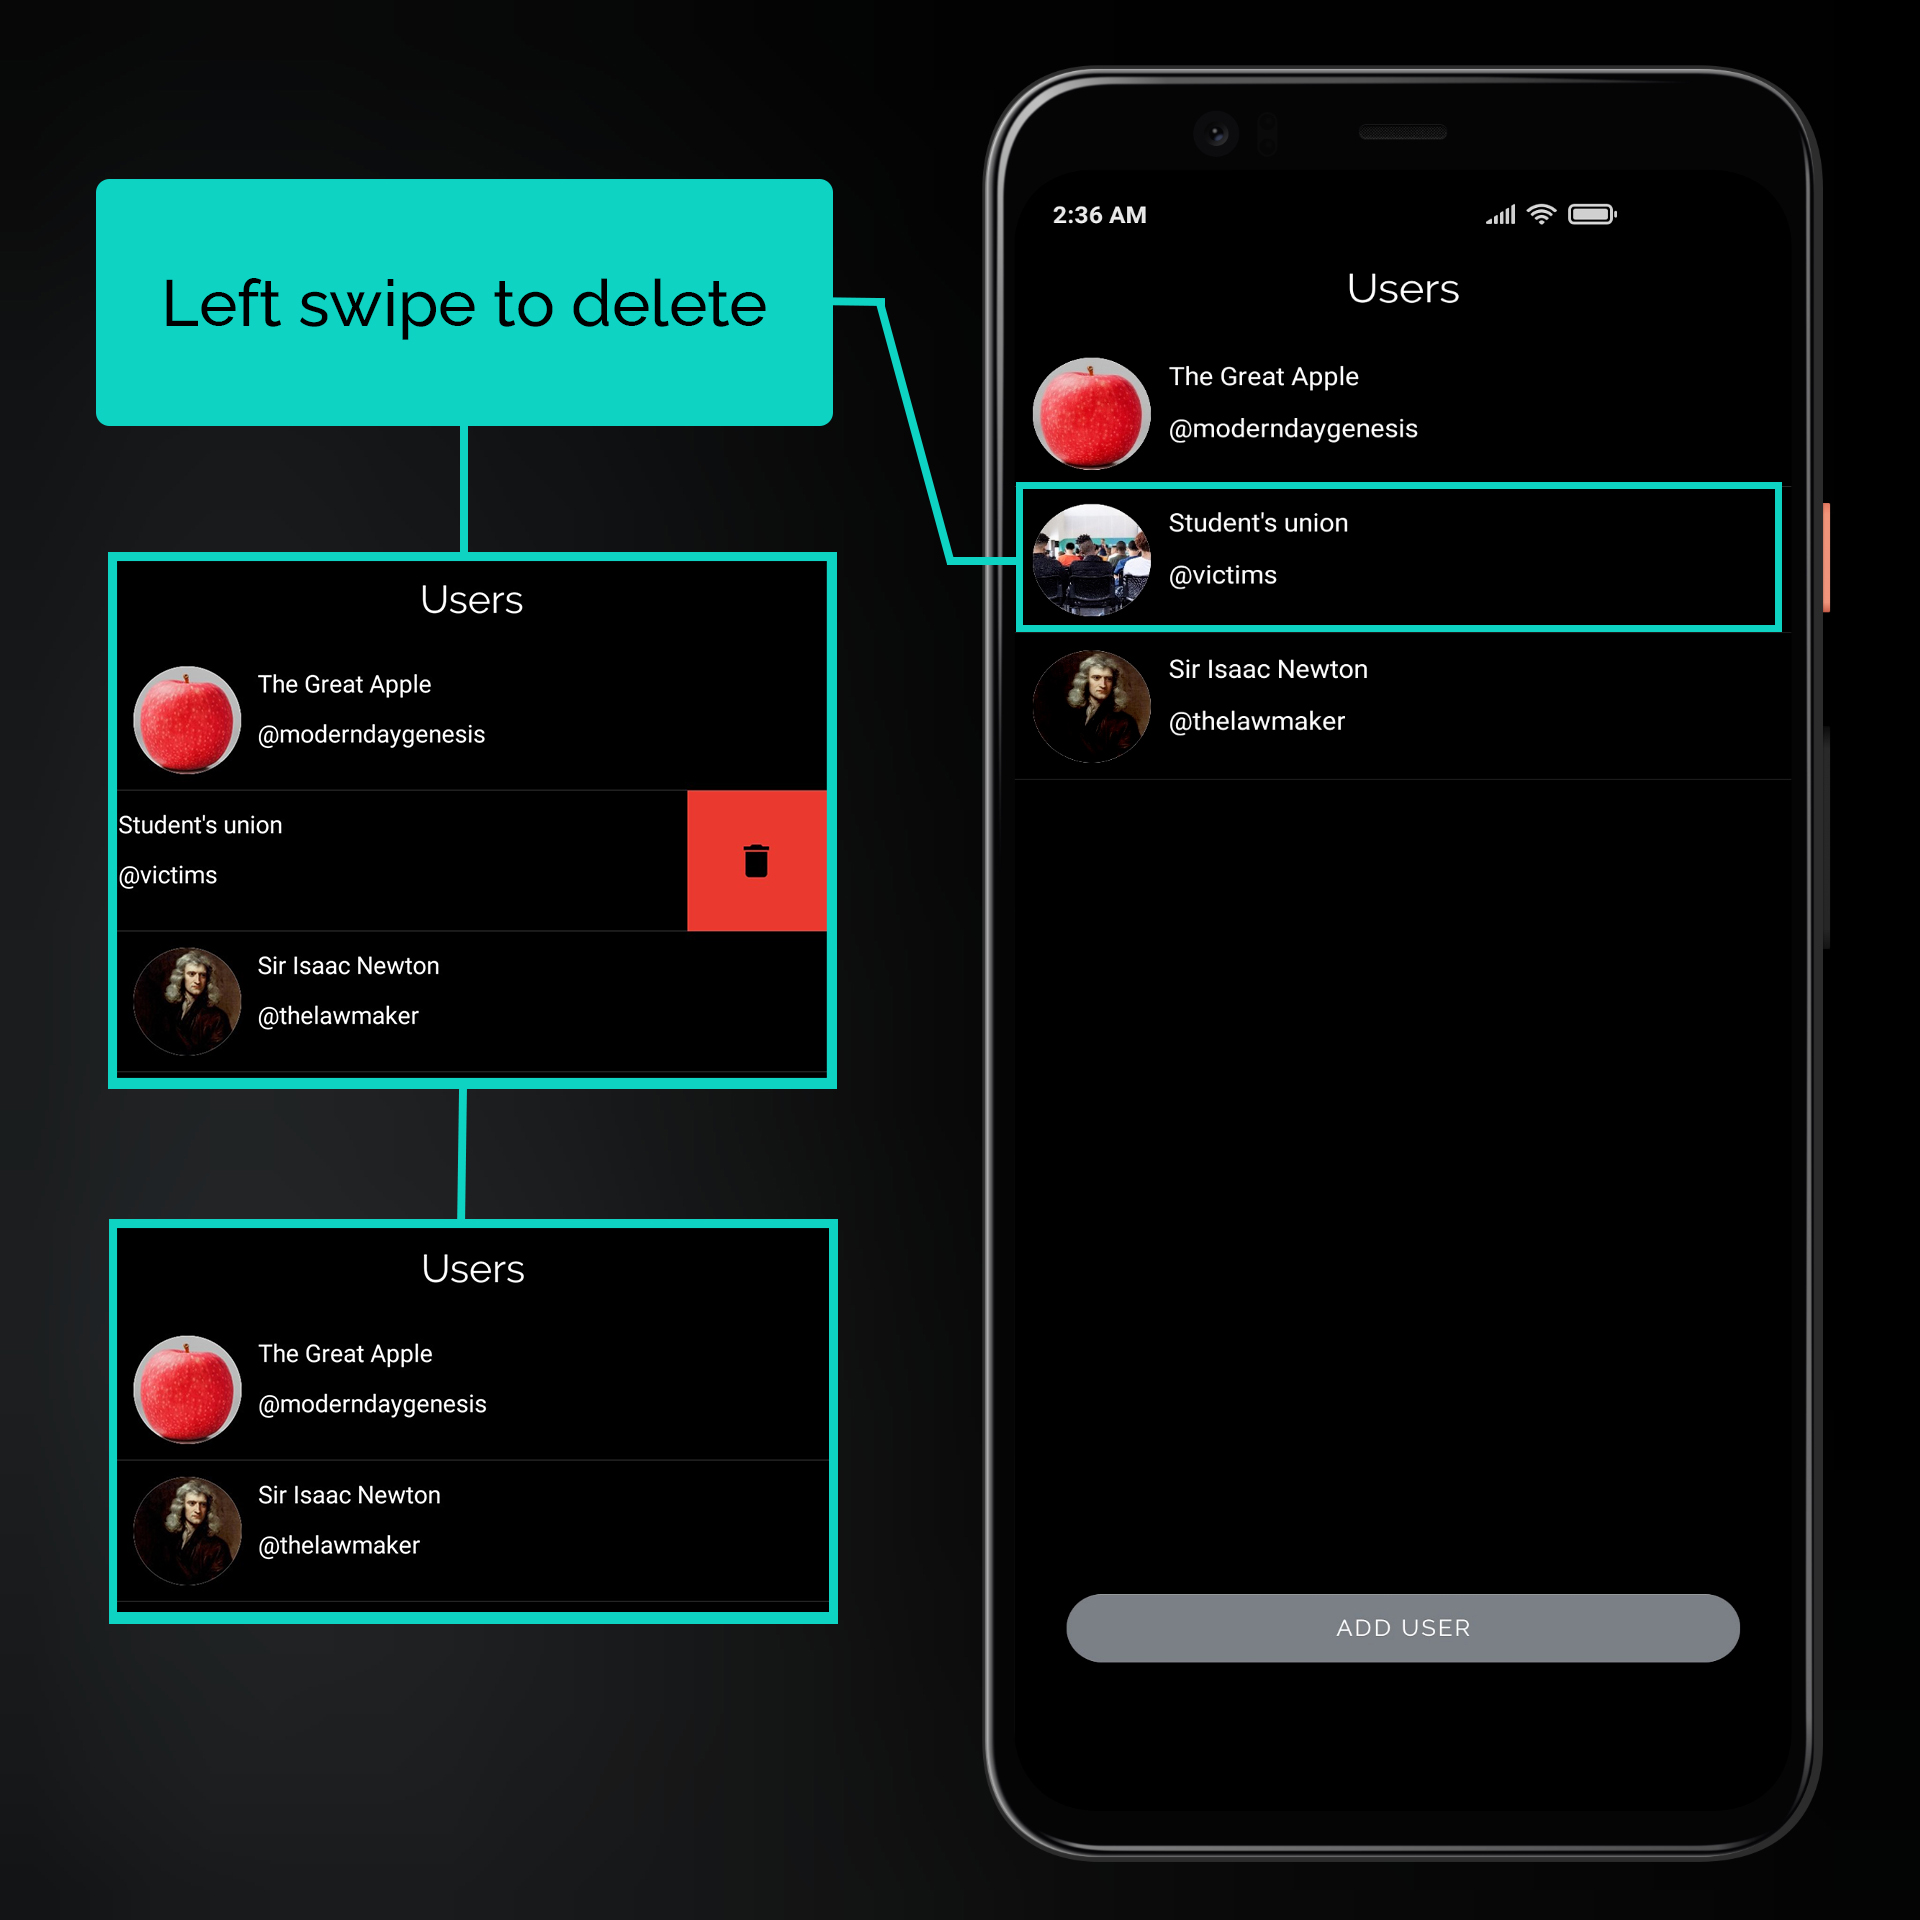 Left swipe to delete
Users
The Great Apple
@moderndaygenesis
Student's union
@victims
Sir Isaac Newton
@thelawmaker
Users
The Great Apple
@moderndaygenesis
Sir Isaac Newton
@thelawmaker
2:36 AM
Users
The Great Apple
@moderndaygenesis
Student's union
@victims
Sir Isaac Newton
@thelawmaker
ADD USER